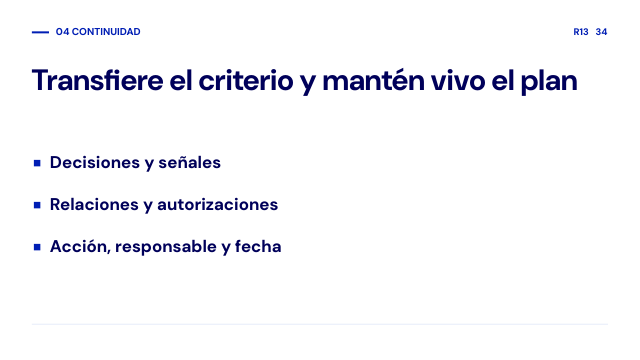 04 CONTINUIDAD
R13 34
Transfiere el criterio y mantén vivo el plan
Decisiones y señales
Relaciones y autorizaciones
Acción, responsable y fecha